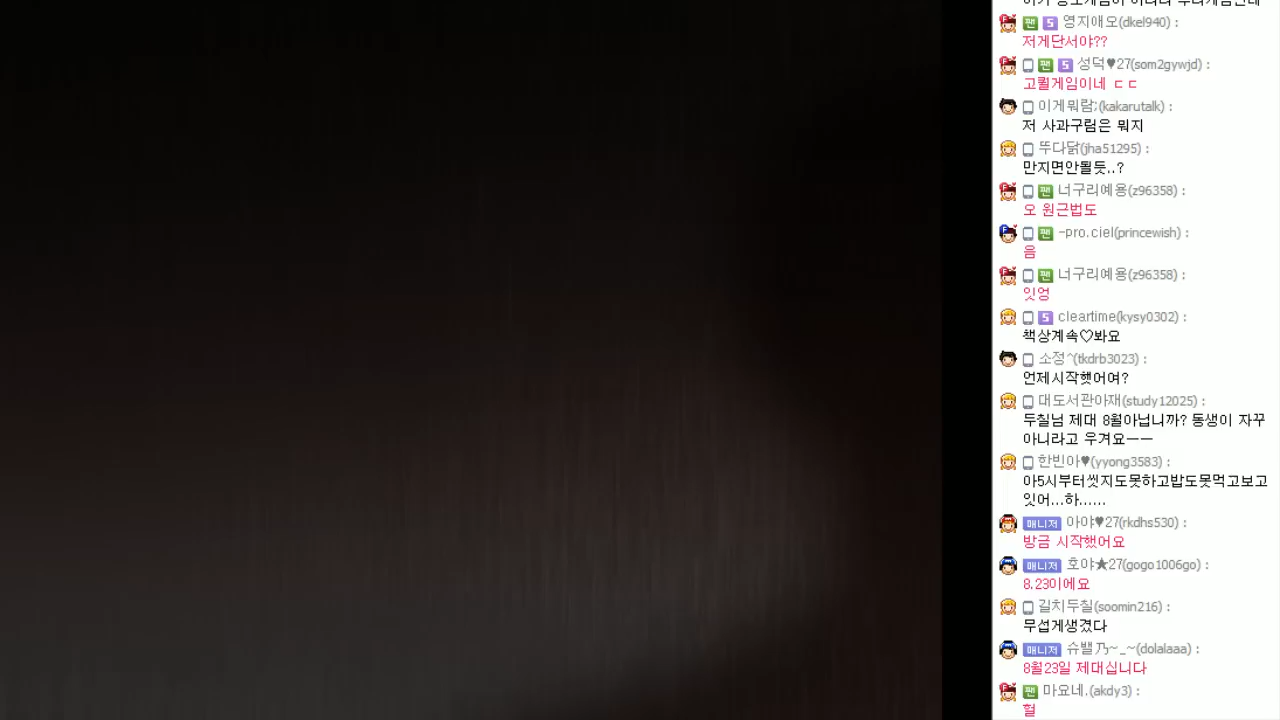 영지애오(dkel940) :
저게단서야??
성덕♥27(som2gywjd) :
고퀄게임이네 ㄷㄷ
이게뭐람;(kakarutalk) :
저 사과구림은 뭐지
뚜다닭(jha51295) :
만지면안될듯..?
너구리예용(z96358) :
오 원근법도
-pro.ciel(princewish) :
음
너구리예용(z96358) :
잇엉
cleartime(kysy0302) :
책상계속♡봐요
소정^(tkdrb3023) :
언제시작햇어여?
대도서관아재(study12025) :
두칠님 제대 8월아닙니까? 동생이 자꾸
아니라고 우겨요ㅡㅡ
한빈아♥(yyong3583) :
아5시부터씻지도못하고밥도못먹고보고
잇어...하......
매니저 아야♥27(rkdhs530) :
방금 시작했어요
매니저 호야★27(gogo1006go) :
8.23이에요
길치두칠(soomin216) :
무섭게생겼다
매니저 슈밸乃~_~(dolalaaa) :
8월23일 제대십니다
팬 마요네.(akdy3) :
헐